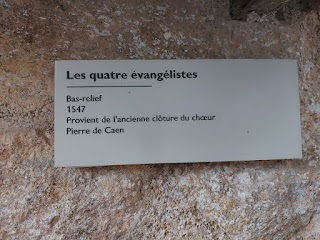 Les quatre évangélistes
Bas-relief
1547
Provient de l'ancienne clôture du chœur
Pierre de Caen